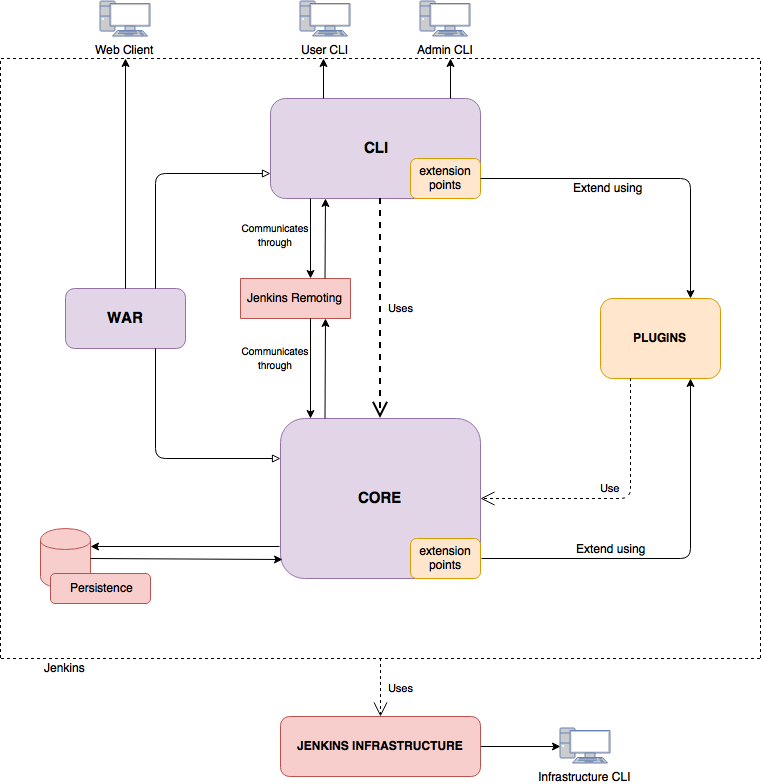 Web Client
User CLI
Admin CLI
CLI
extension
points
Extend using
Communicates
through
Jenkins Remoting
Uses
WAR
PLUGINS
Communicates
through
CORE
Use
extension
points
Extend using
Persistence
Jenkins
Uses
JENKINS INFRASTRUCTURE
Infrastructure CLI